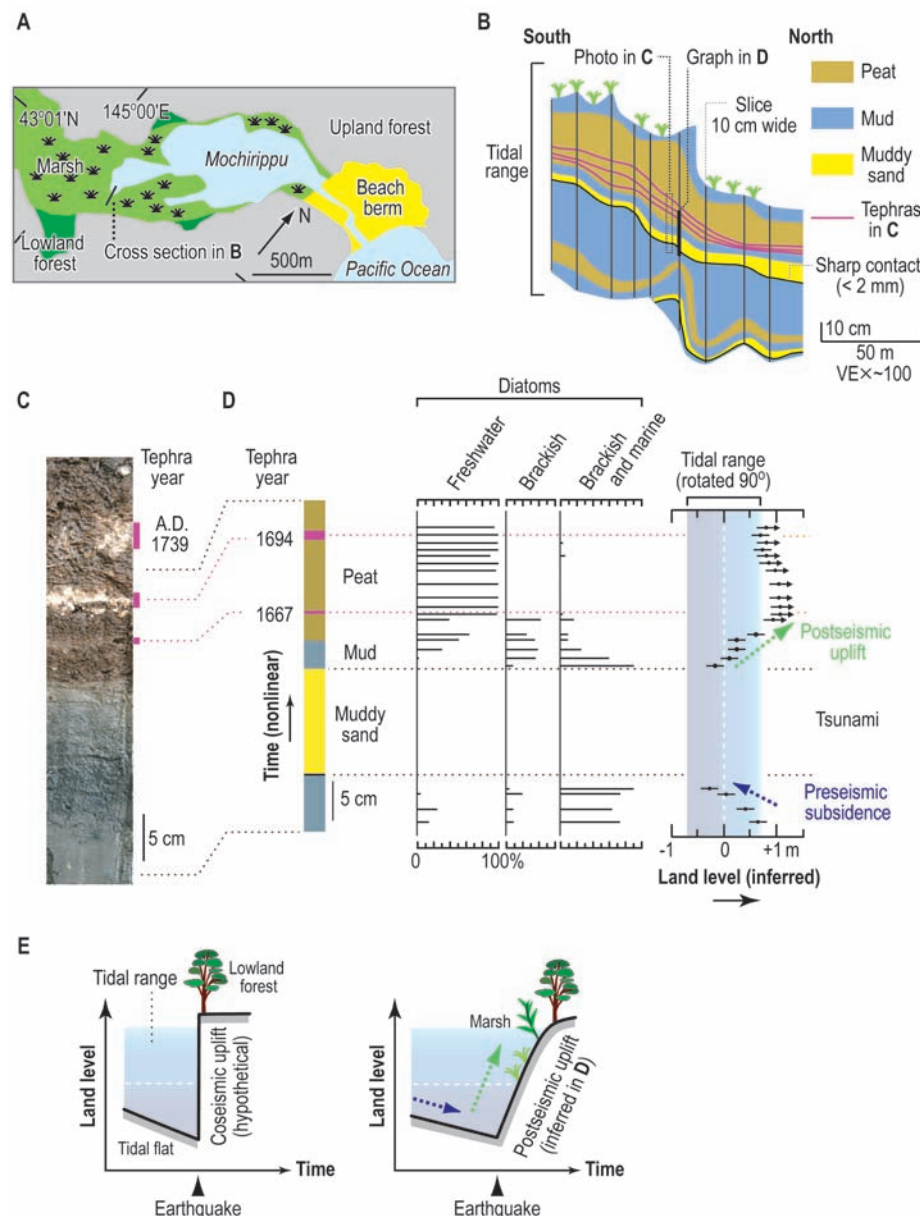 A
43°01'N
145°00'E
Marsh
Mochirippu
Upland forest
Beach
berm
Lowland
forest
N
Cross section in B
500m
Pacific Ocean
B
South
North
Photo in C
Graph in D
Slice
10 cm wide
Tidal
range
Peat
Mud
Muddy
sand
Tephras
in C
Sharp contact
(< 2 mm)
10 cm
50 m
VE×~100
C
Tephra
year
A.D.
1739
5 cm
D
Tephra
year
1694
1667
Time (nonlinear)
Peat
Mud
Muddy
sand
5 cm
Diatoms
Freshwater
Brackish
Brackish
and marine
0
100%
Tidal range
(rotated 90°)
Postseismic
uplift
Tsunami
Preseismic
subsidence
-1
0
+1 m
Land level (inferred)
E
Tidal range
Lowland
forest
Land level
Coseismic uplift
(hypothetical)
Tidal flat
Time
Earthquake
Marsh
Land level
Postseismic uplift
(inferred in D)
Time
Earthquake